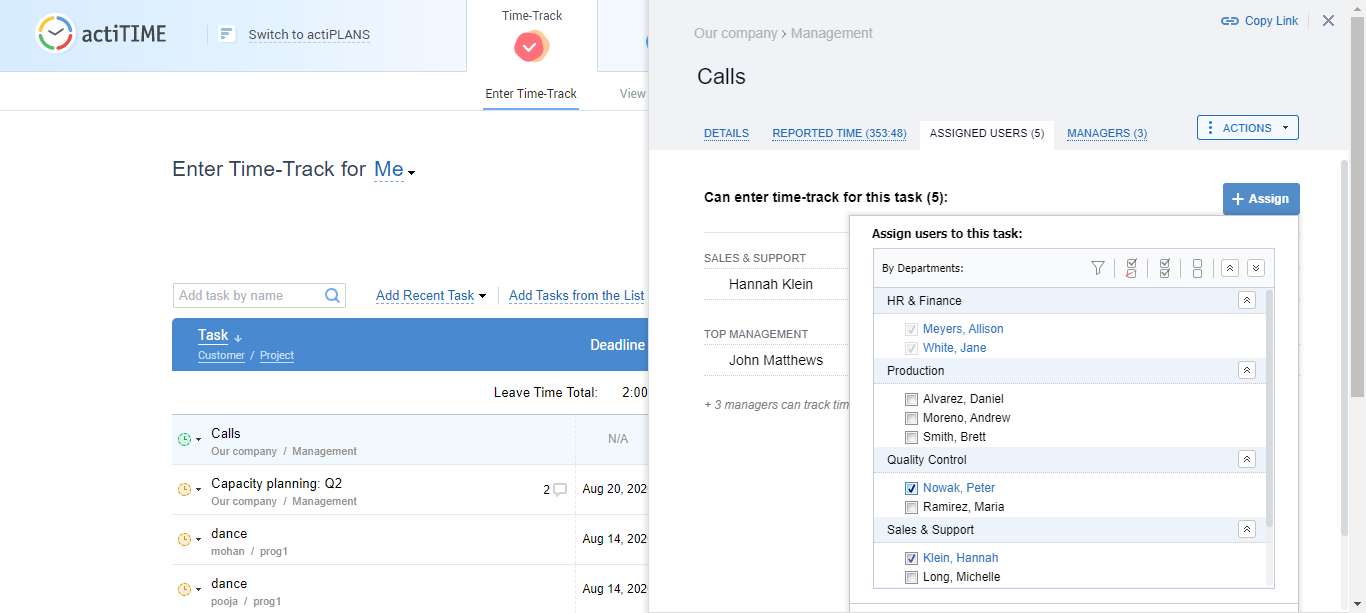 actiTIME
Switch to actiPLANS
Time-Track
Enter Time-Track
View
Enter Time-Track for Me
Add task by name
Add Recent Task
Add Tasks from the List
Task
Customer / Project
Deadline
Leave Time Total: 2:00
Calls
Our company / Management
N/A
Capacity planning: Q2
Our company / Management
2
Aug 20, 202
dance
mohan / prog1
Aug 14, 202
dance
pooja / prog1
Aug 14, 202
Copy Link
Our company › Management
Calls
DETAILS
REPORTED TIME (353:48)
ASSIGNED USERS (5)
MANAGERS (3)
ACTIONS
Can enter time-track for this task (5):
+ Assign
SALES & SUPPORT
Hannah Klein
TOP MANAGEMENT
John Matthews
+ 3 managers can track tim
Assign users to this task:
By Departments:
HR & Finance
Meyers, Allison
White, Jane
Production
Alvarez, Daniel
Moreno, Andrew
Smith, Brett
Quality Control
Nowak, Peter
Ramirez, Maria
Sales & Support
Klein, Hannah
Long, Michelle